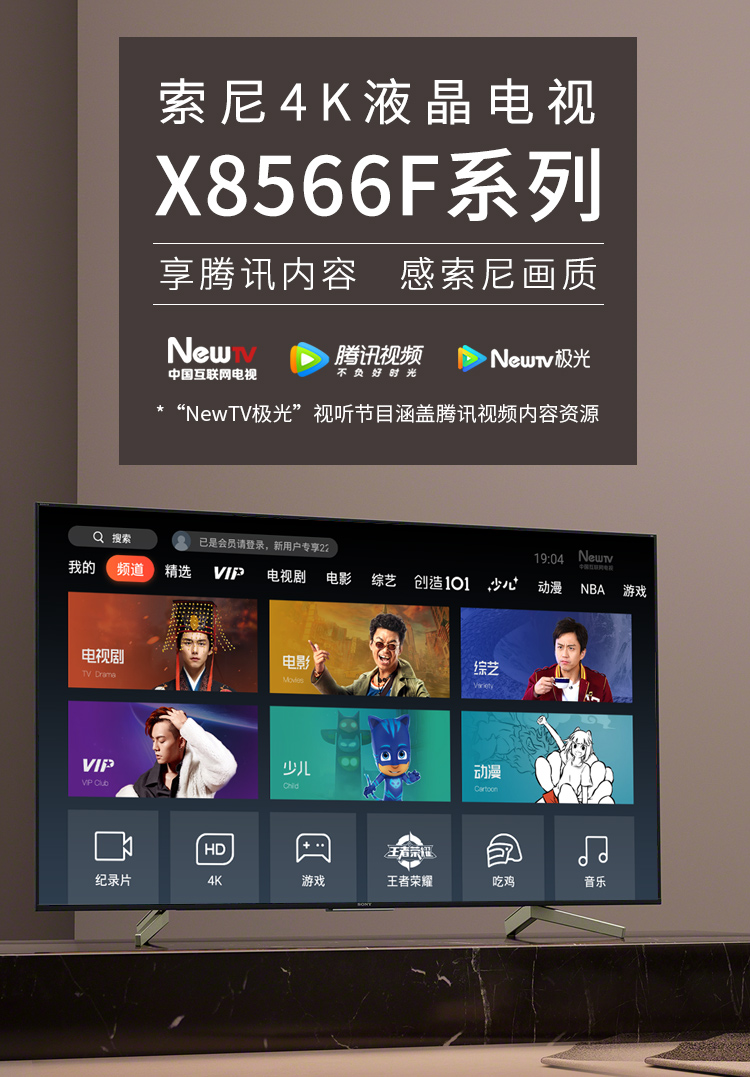 索尼4K液晶电视
X8566F系列
享腾讯内容 感索尼画质
NewTV
中国互联网电视
腾讯视频
不负好时光
NewTV极光
*“NewTV极光”视听节目涵盖腾讯视频内容资源
搜索
已是会员请登录，新用户专享22
19:04
NewTV
中国互联网电视
我的 频道 精选 VIP 电视剧 电影 综艺 创造101 少儿 动漫 NBA 游戏
电视剧
TV Drama
电影
Movies
综艺
Variety
VIP
VIP Club
少儿
Child
动漫
Cartoon
HD
王者荣耀
纪录片 4K 游戏 王者荣耀 吃鸡 音乐
SONY